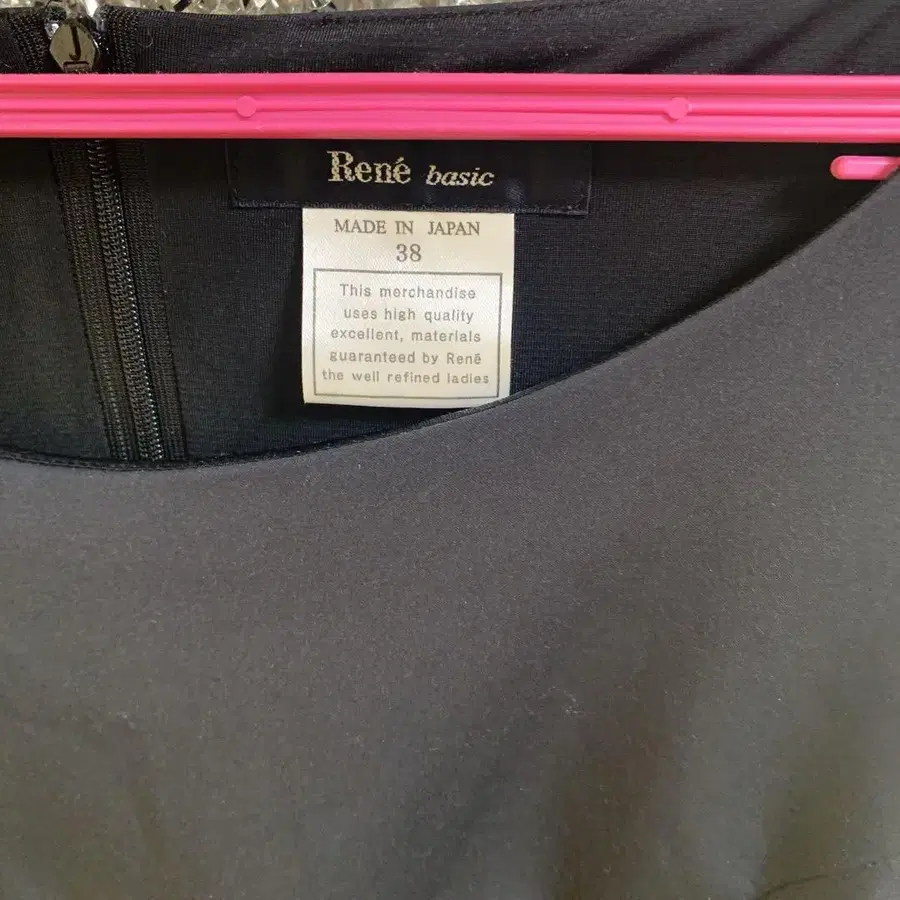 J
René basic
MADE IN JAPAN
38
This merchandise
uses high quality
excellent, materials
guaranteed by René
the well refined ladies